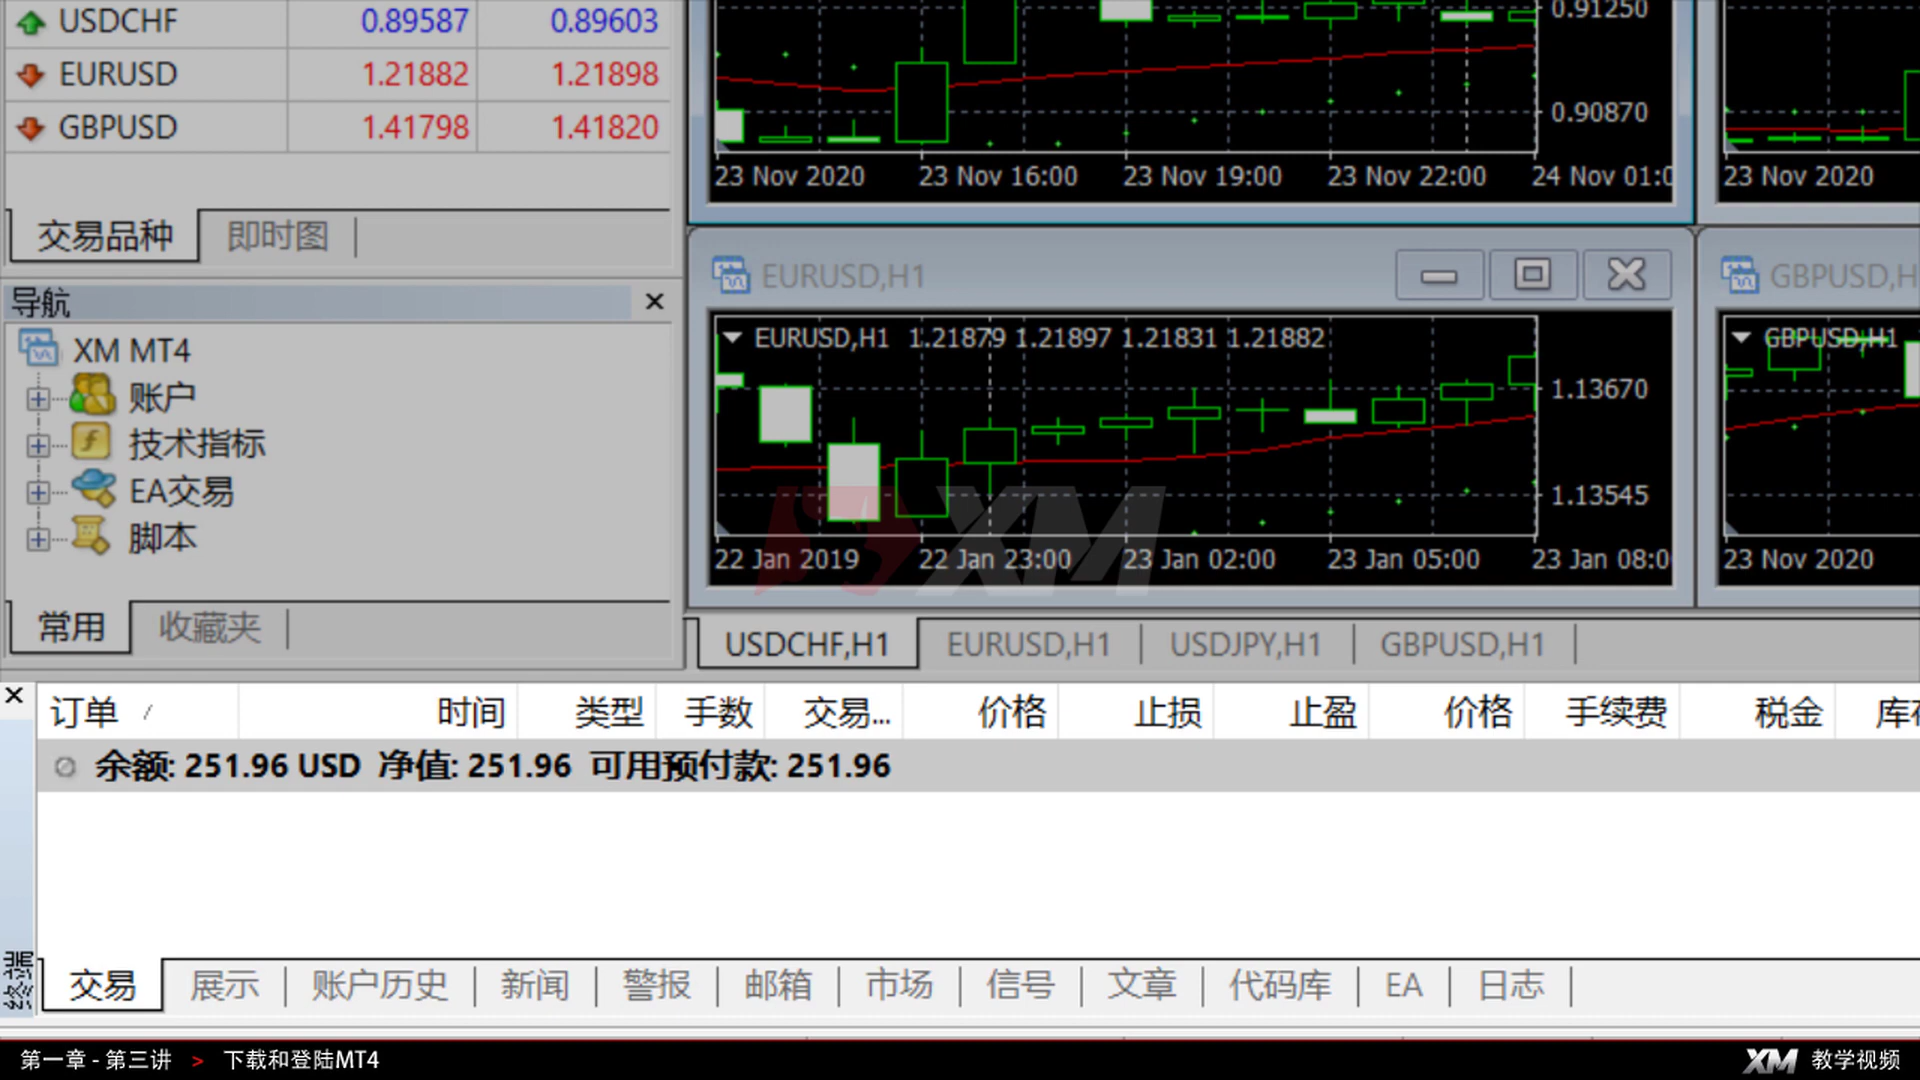 USDCHF 0.89587 0.89603
EURUSD 1.21882 1.21898
GBPUSD 1.41798 1.41820
交易品种 即时图
0.91250
0.90870
23 Nov 2020 23 Nov 16:00 23 Nov 19:00 23 Nov 22:00 24 Nov 01:0
23 Nov 2020
导航
XM MT4
账户
技术指标
EA交易
脚本
常用 收藏夹
EURUSD,H1
EURUSD,H1 1.21879 1.21897 1.21831 1.21882
1.13670
1.13545
XM
22 Jan 2019 22 Jan 23:00 23 Jan 02:00 23 Jan 05:00 23 Jan 08:0
GBPUSD,H
GBPUSD,H1
23 Nov 2020
USDCHF,H1 EURUSD,H1 USDJPY,H1 GBPUSD,H1
订单 / 时间 类型 手数 交易... 价格 止损 止盈 价格 手续费 税金 库
余额: 251.96 USD 净值: 251.96 可用预付款: 251.96
终端
交易 展示 账户历史 新闻 警报 邮箱 市场 信号 文章 代码库 EA 日志
第一章 - 第三讲 > 下载和登陆MT4
XM 教学视频